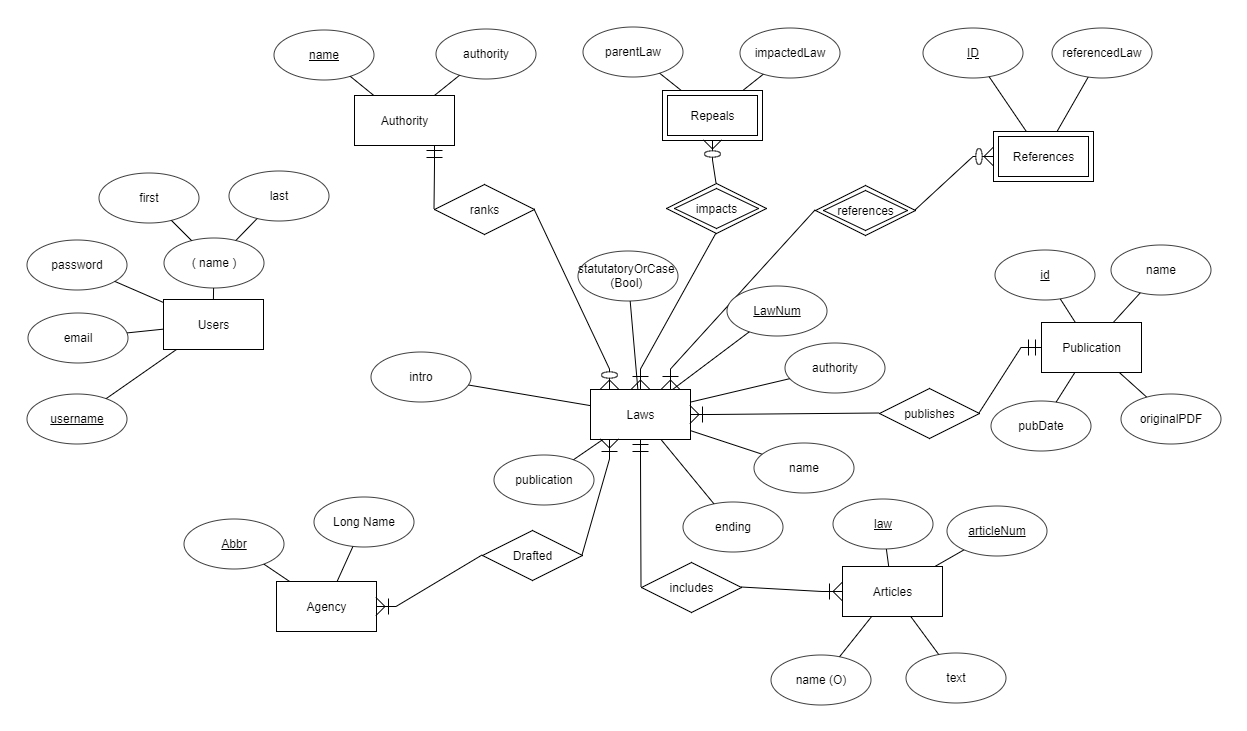 name
authority
parentLaw
impactedLaw
ID
referencedLaw
Authority
Repeals
References
first
last
ranks
impacts
references
( name )
password
statutatoryOrCase
(Bool)
id
name
LawNum
Users
email
Publication
intro
authority
username
Laws
publishes
pubDate
originalPDF
publication
name
ending
Abbr
Long Name
law
articleNum
Drafted
includes
Articles
Agency
name (O)
text